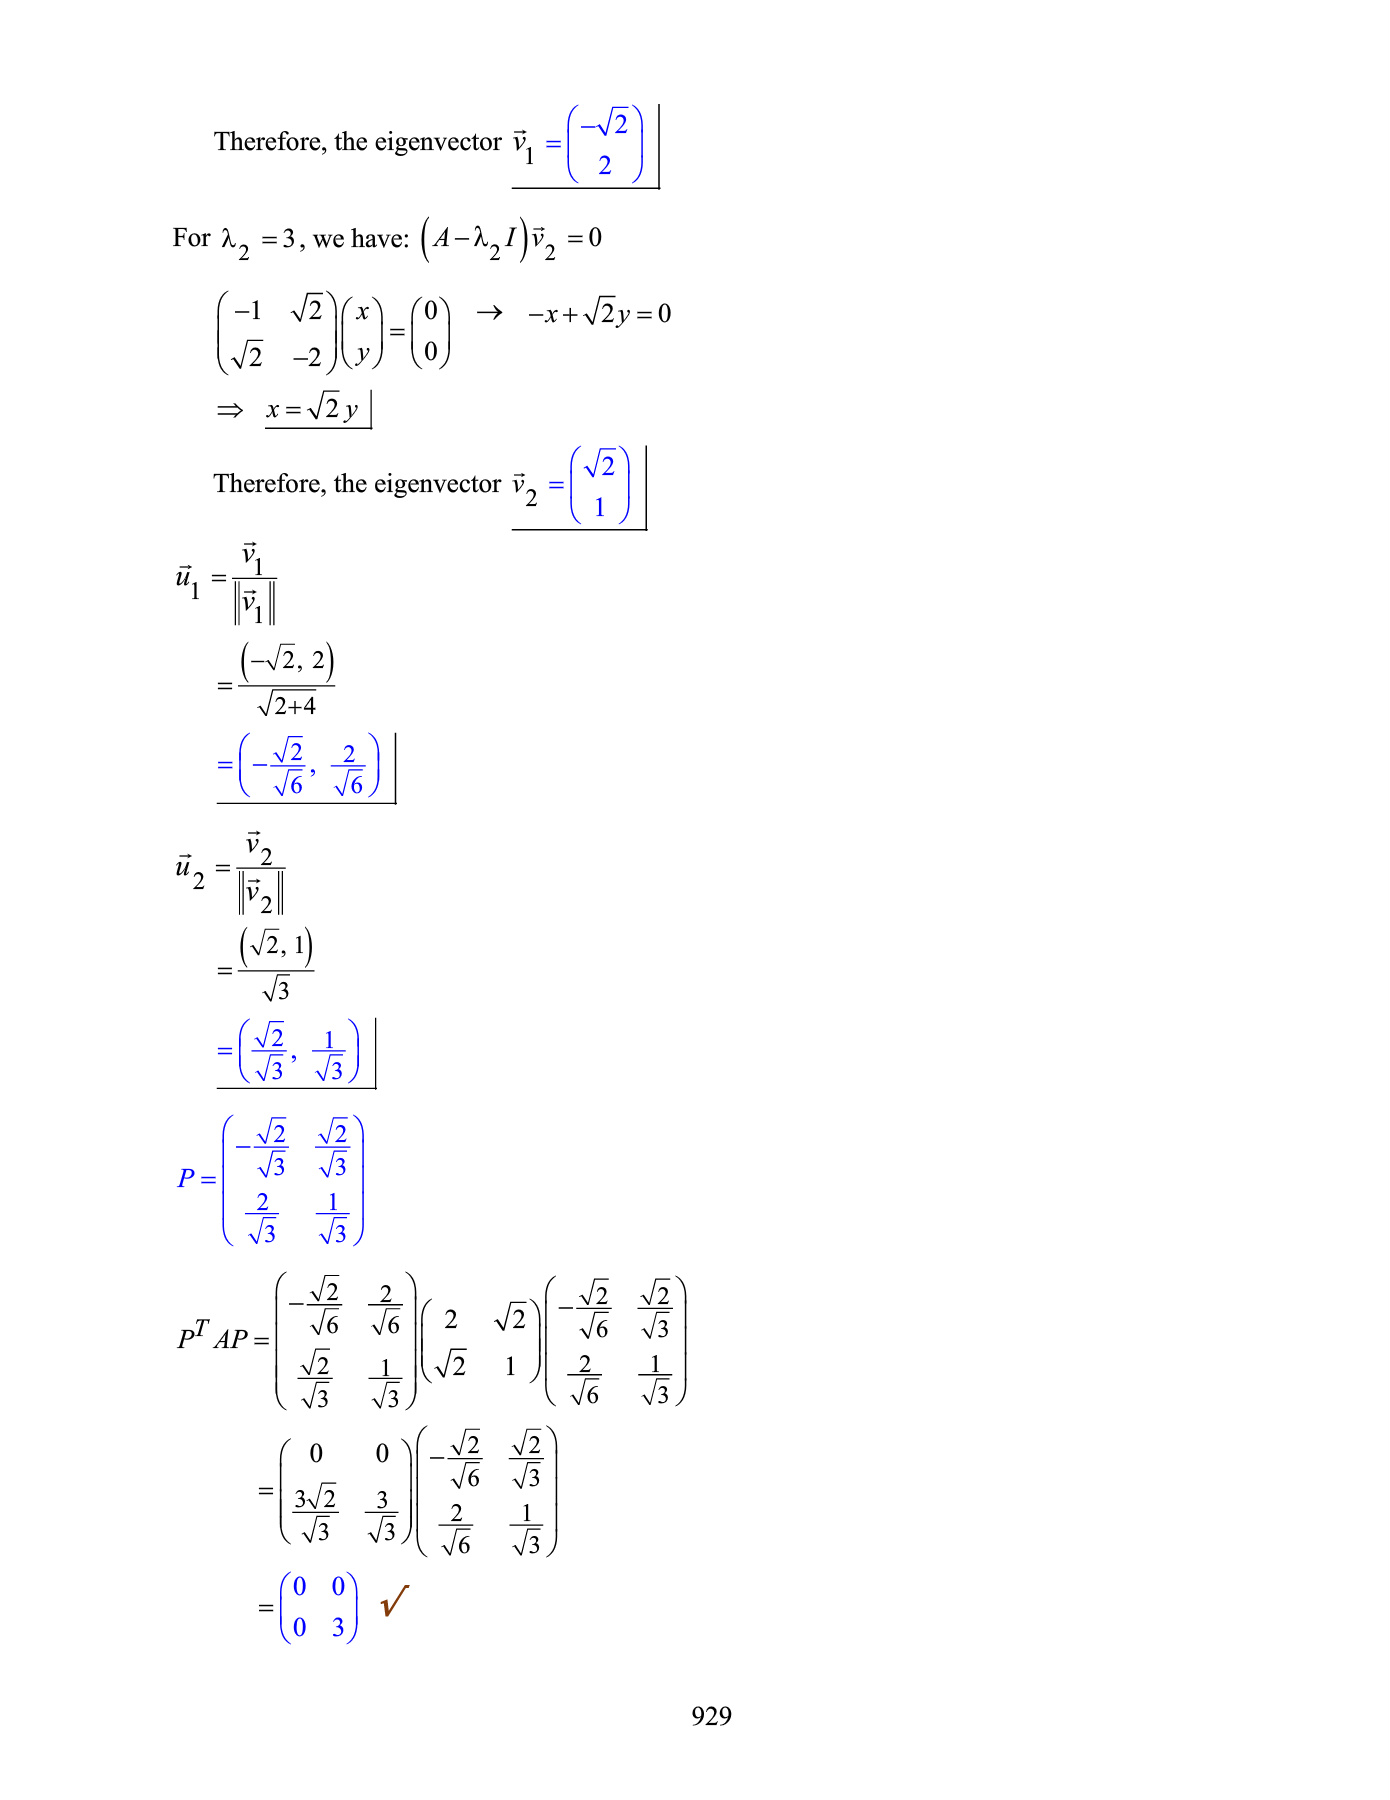 Therefore, the eigenvector $\vec{v}_1 = \begin{pmatrix} -\sqrt{2} \\ 2 \end{pmatrix}$
For $\lambda_2 = 3$, we have: $(A - \lambda_2 I)\vec{v}_2 = 0$
$\begin{pmatrix} -1 & \sqrt{2} \\ \sqrt{2} & -2 \end{pmatrix} \begin{pmatrix} x \\ y \end{pmatrix} = \begin{pmatrix} 0 \\ 0 \end{pmatrix} \rightarrow -x + \sqrt{2}y = 0$
$\Rightarrow x = \sqrt{2}\,y$
Therefore, the eigenvector $\vec{v}_2 = \begin{pmatrix} \sqrt{2} \\ 1 \end{pmatrix}$
$\vec{u}_1 = \frac{\vec{v}_1}{\|\vec{v}_1\|}$
$= \frac{(-\sqrt{2},\, 2)}{\sqrt{2+4}}$
$= \left( -\frac{\sqrt{2}}{\sqrt{6}},\, \frac{2}{\sqrt{6}} \right)$
$\vec{u}_2 = \frac{\vec{v}_2}{\|\vec{v}_2\|}$
$= \frac{(\sqrt{2},\, 1)}{\sqrt{3}}$
$= \left( \frac{\sqrt{2}}{\sqrt{3}},\, \frac{1}{\sqrt{3}} \right)$
$P = \begin{pmatrix} -\frac{\sqrt{2}}{\sqrt{3}} & \frac{\sqrt{2}}{\sqrt{3}} \\ \frac{2}{\sqrt{3}} & \frac{1}{\sqrt{3}} \end{pmatrix}$
$P^T AP = \begin{pmatrix} -\frac{\sqrt{2}}{\sqrt{6}} & \frac{2}{\sqrt{6}} \\ \frac{\sqrt{2}}{\sqrt{3}} & \frac{1}{\sqrt{3}} \end{pmatrix} \begin{pmatrix} 2 & \sqrt{2} \\ \sqrt{2} & 1 \end{pmatrix} \begin{pmatrix} -\frac{\sqrt{2}}{\sqrt{6}} & \frac{\sqrt{2}}{\sqrt{3}} \\ \frac{2}{\sqrt{6}} & \frac{1}{\sqrt{3}} \end{pmatrix}$
$= \begin{pmatrix} 0 & 0 \\ \frac{3\sqrt{2}}{\sqrt{3}} & \frac{3}{\sqrt{3}} \end{pmatrix} \begin{pmatrix} -\frac{\sqrt{2}}{\sqrt{6}} & \frac{\sqrt{2}}{\sqrt{3}} \\ \frac{2}{\sqrt{6}} & \frac{1}{\sqrt{3}} \end{pmatrix}$
$= \begin{pmatrix} 0 & 0 \\ 0 & 3 \end{pmatrix}$ √
929